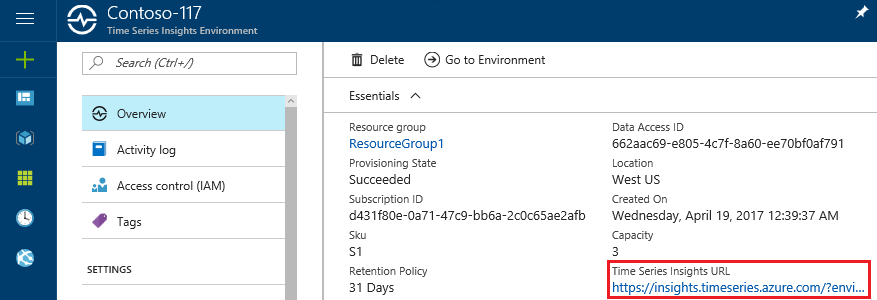 Contoso-117
Time Series Insights Environment
Search (Ctrl+/)
Overview
Activity log
Access control (IAM)
Tags
SETTINGS
Delete
Go to Environment
Essentials
Resource group
ResourceGroup1
Provisioning State
Succeeded
Subscription ID
d431f80e-0a71-47c9-bb6a-2c0c65ae2afb
Sku
S1
Retention Policy
31 Days
Data Access ID
662aac69-e805-4c7f-8a60-ee70bf0af791
Location
West US
Created On
Wednesday, April 19, 2017 12:39:37 AM
Capacity
3
Time Series Insights URL
https://insights.timeseries.azure.com/?envi...